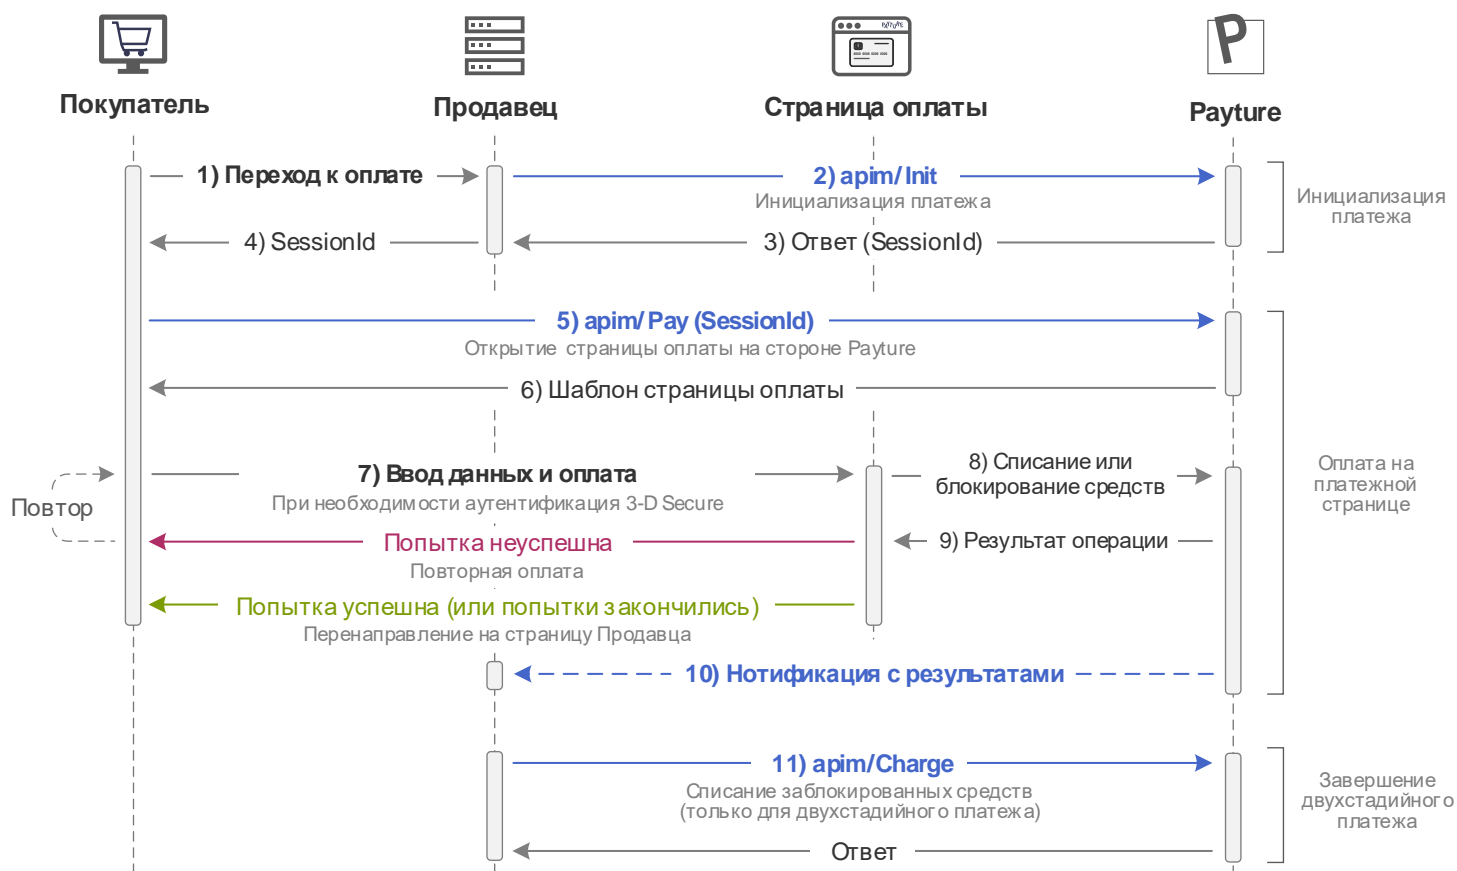 PAYTURE
P
Покупатель
Продавец
Страница оплаты
Payture
1) Переход к оплате
2) apim/Init
Инициализация платежа
Инициализация
платежа
4) SessionId
3) Ответ (SessionId)
5) apim/Pay (SessionId)
Открытие страницы оплаты на стороне Payture
6) Шаблон страницы оплаты
7) Ввод данных и оплата
При необходимости аутентификация 3-D Secure
8) Списание или
блокирование средств
Оплата на
платежной
странице
Повтор
Попытка неуспешна
Повторная оплата
9) Результат операции
Попытка успешна (или попытки закончились)
Перенаправление на страницу Продавца
10) Нотификация с результатами
11) apim/Charge
Списание заблокированных средств
(только для двухстадийного платежа)
Завершение
двухстадийного
платежа
Ответ